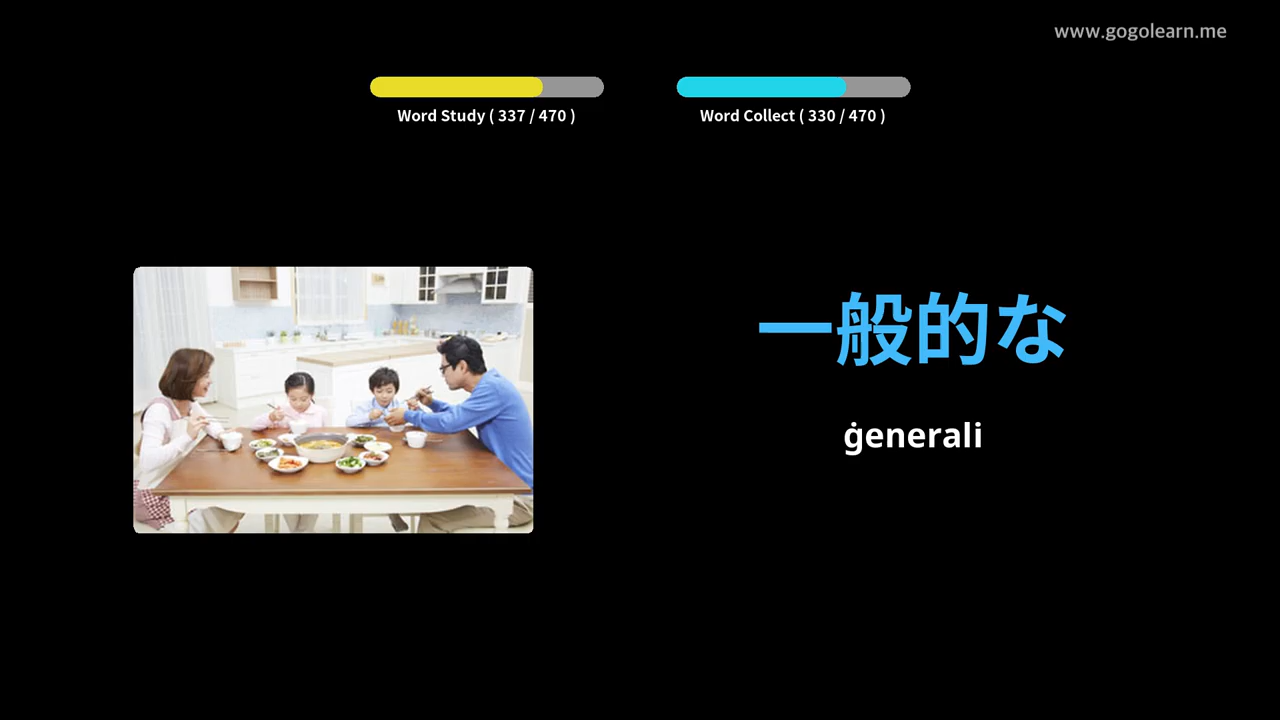 www.gogolearn.me
Word Study ( 337 / 470 )
Word Collect ( 330 / 470 )
一般的な
ġenerali